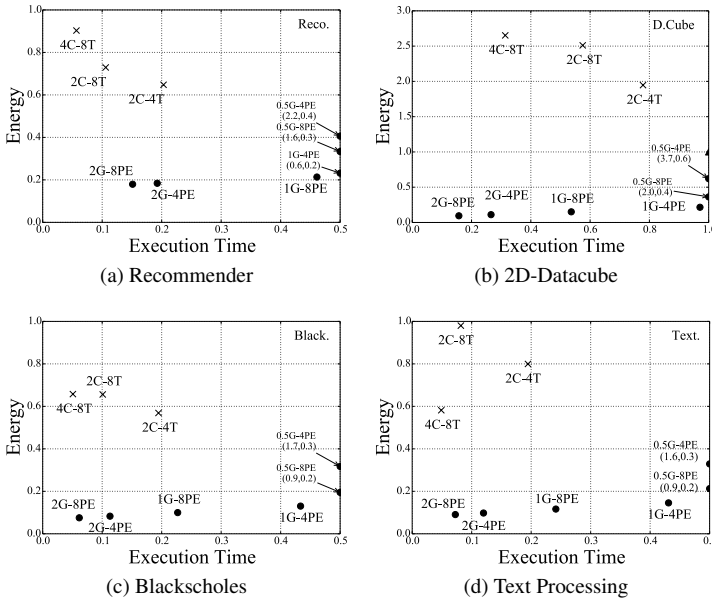 1.0
0.8
0.6
0.4
0.2
0.0
0.0
0.1
0.2
0.3
0.4
0.5
Energy
Execution Time
Reco.
4C-8T
2C-8T
2C-4T
0.5G-4PE
(2.2,0.4)
0.5G-8PE
(1.6,0.3)
1G-4PE
(0.6,0.2)
2G-8PE
2G-4PE
1G-8PE
(a) Recommender
3.0
2.5
2.0
1.5
1.0
0.5
0.0
0.0
0.2
0.4
0.6
0.8
1.0
Energy
Execution Time
D.Cube
4C-8T
2C-8T
2C-4T
0.5G-4PE
(3.7,0.6)
0.5G-8PE
(2.0,0.4)
2G-8PE
2G-4PE
1G-8PE
1G-4PE
(b) 2D-Datacube
1.0
0.8
0.6
0.4
0.2
0.0
0.0
0.1
0.2
0.3
0.4
0.5
Energy
Execution Time
Black.
2C-8T
4C-8T
2C-4T
0.5G-4PE
(1.7,0.3)
0.5G-8PE
(0.9,0.2)
2G-8PE
2G-4PE
1G-8PE
1G-4PE
(c) Blackscholes
1.0
0.8
0.6
0.4
0.2
0.0
0.0
0.1
0.2
0.3
0.4
0.5
Energy
Execution Time
Text.
2C-8T
2C-4T
4C-8T
0.5G-4PE
(1.6,0.3)
0.5G-8PE
(0.9,0.2)
2G-8PE
2G-4PE
1G-8PE
1G-4PE
(d) Text Processing